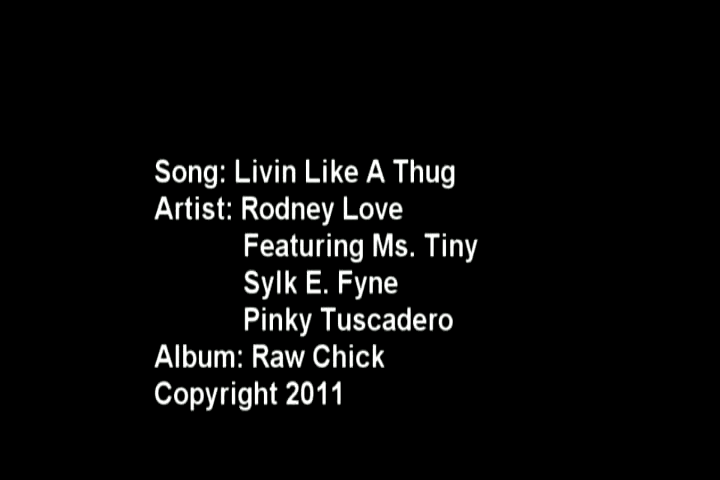 Song: Livin Like A Thug
Artist: Rodney Love
Featuring Ms. Tiny
Sylk E. Fyne
Pinky Tuscadero
Album: Raw Chick
Copyright 2011